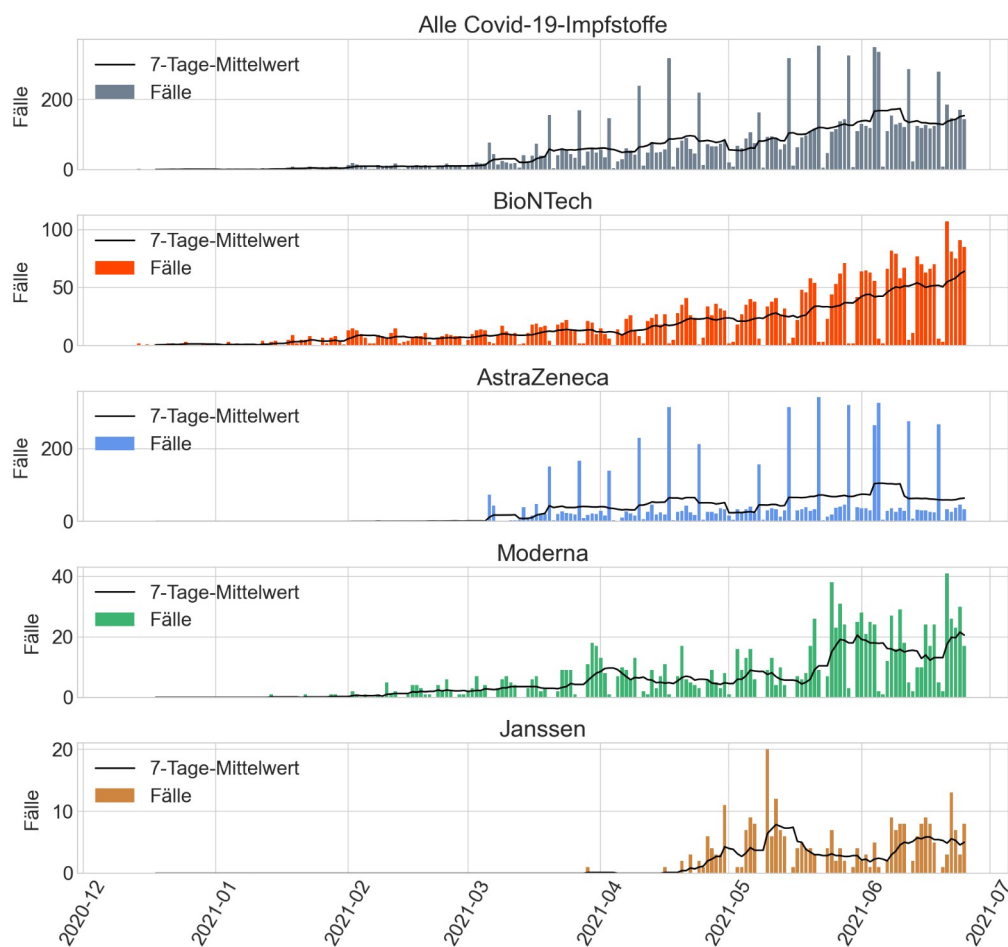 Alle Covid-19-Impfstoffe
Fälle
200
0
7-Tage-Mittelwert
Fälle
BioNTech
Fälle
100
50
0
7-Tage-Mittelwert
Fälle
AstraZeneca
Fälle
200
0
7-Tage-Mittelwert
Fälle
Moderna
Fälle
40
20
0
7-Tage-Mittelwert
Fälle
Janssen
Fälle
20
10
0
7-Tage-Mittelwert
Fälle
2020-12
2021-01
2021-02
2021-03
2021-04
2021-05
2021-06
2021-07